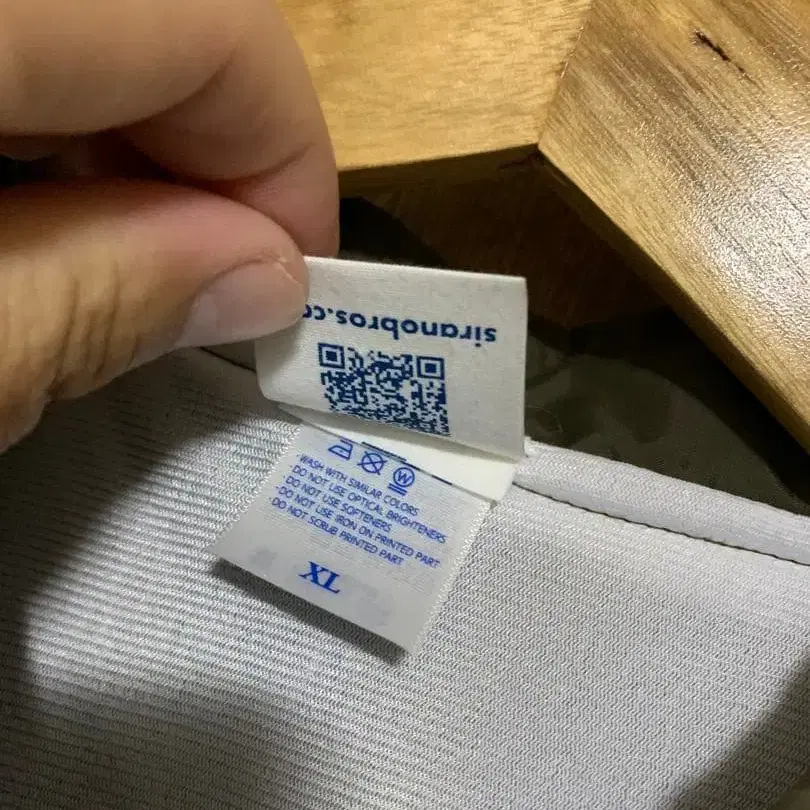 siranobros.co
· WASH WITH SIMILAR COLORS
· DO NOT USE OPTICAL BRIGHTENERS
· DO NOT USE SOFTENERS
· DO NOT USE IRON ON PRINTED PART
· DO NOT SCRUB PRINTED PART
XL